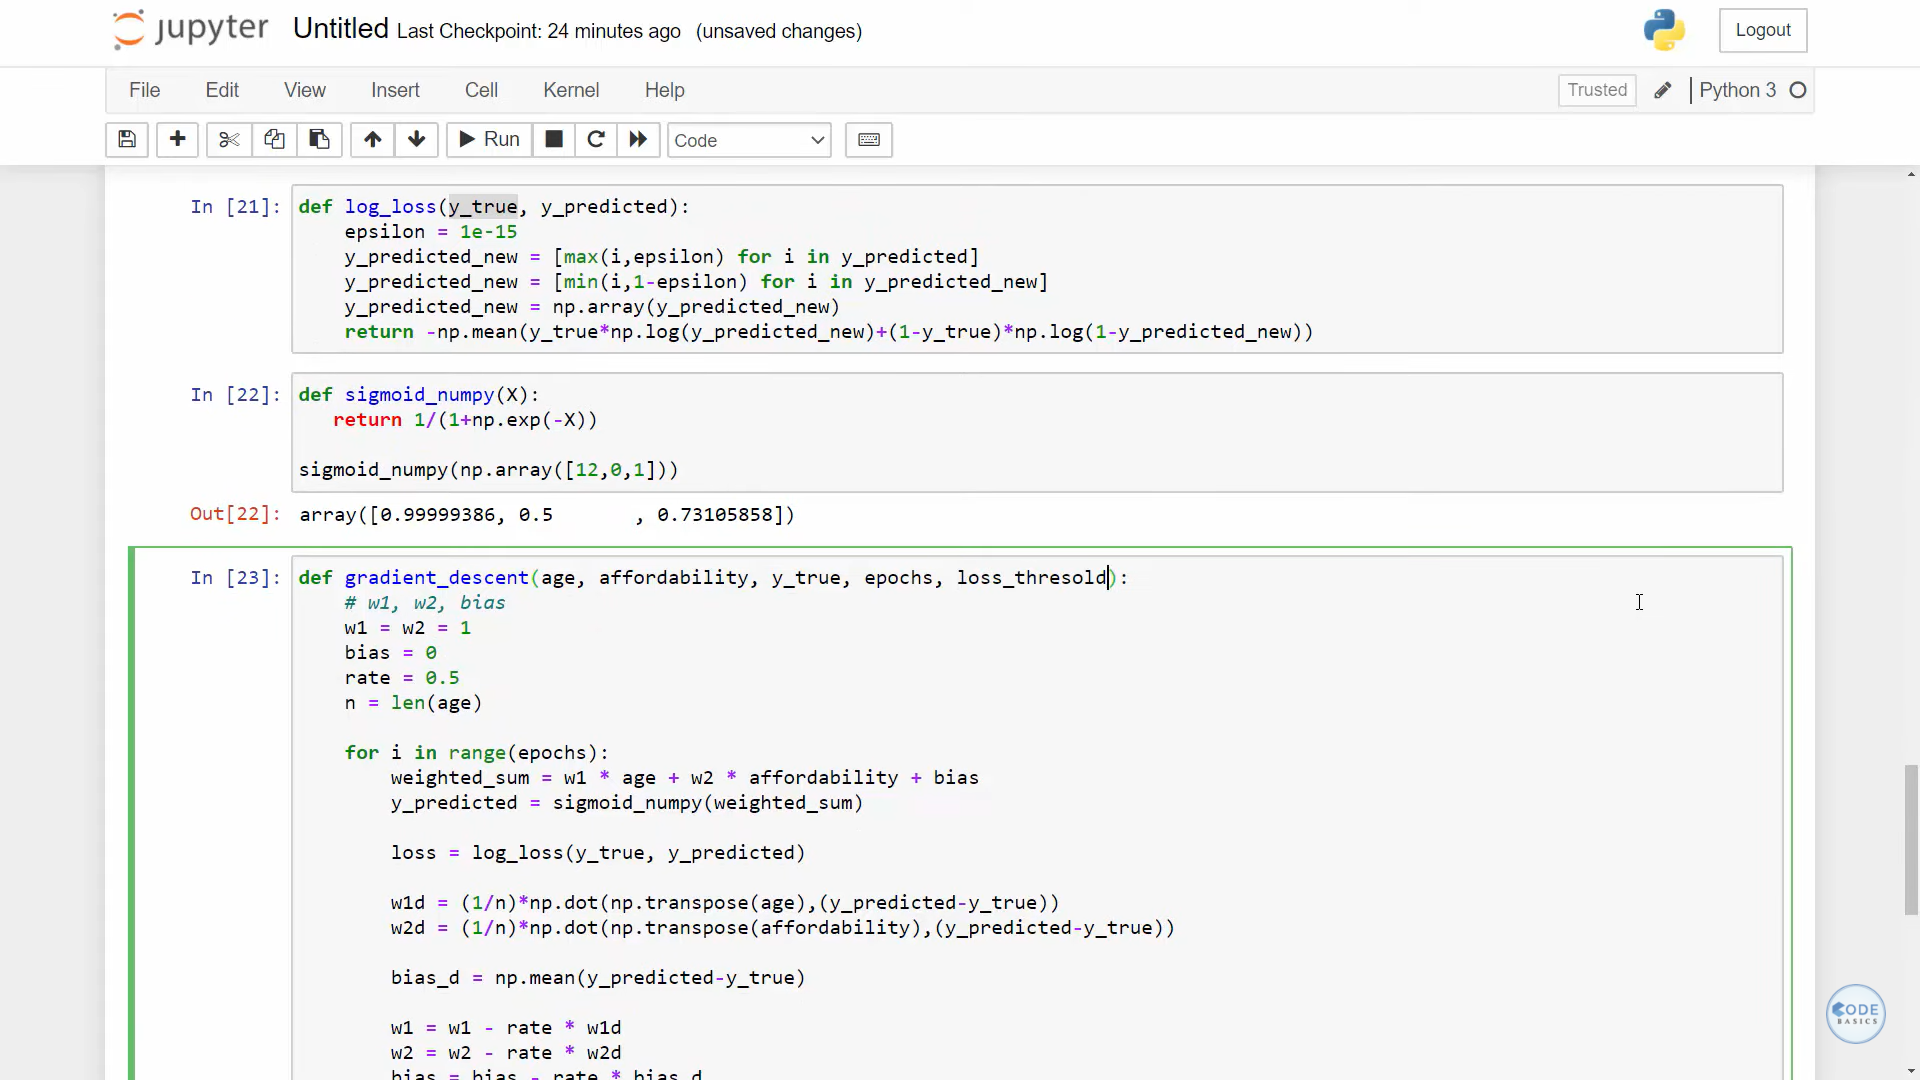 jupyter Untitled Last Checkpoint: 24 minutes ago (unsaved changes) Logout
File Edit View Insert Cell Kernel Help Trusted Python 3
Run Code
In [21]: def log_loss(y_true, y_predicted):
epsilon = 1e-15
y_predicted_new = [max(i,epsilon) for i in y_predicted]
y_predicted_new = [min(i,1-epsilon) for i in y_predicted_new]
y_predicted_new = np.array(y_predicted_new)
return -np.mean(y_true*np.log(y_predicted_new)+(1-y_true)*np.log(1-y_predicted_new))
In [22]: def sigmoid_numpy(X):
return 1/(1+np.exp(-X))
sigmoid_numpy(np.array([12,0,1]))
Out[22]: array([0.99999386, 0.5       , 0.73105858])
In [23]: def gradient_descent(age, affordability, y_true, epochs, loss_thresold):
# w1, w2, bias
w1 = w2 = 1
bias = 0
rate = 0.5
n = len(age)
for i in range(epochs):
weighted_sum = w1 * age + w2 * affordability + bias
y_predicted = sigmoid_numpy(weighted_sum)
loss = log_loss(y_true, y_predicted)
w1d = (1/n)*np.dot(np.transpose(age),(y_predicted-y_true))
w2d = (1/n)*np.dot(np.transpose(affordability),(y_predicted-y_true))
bias_d = np.mean(y_predicted-y_true)
w1 = w1 - rate * w1d
w2 = w2 - rate * w2d
bias = bias - rate * bias_d
CODE
BASICS